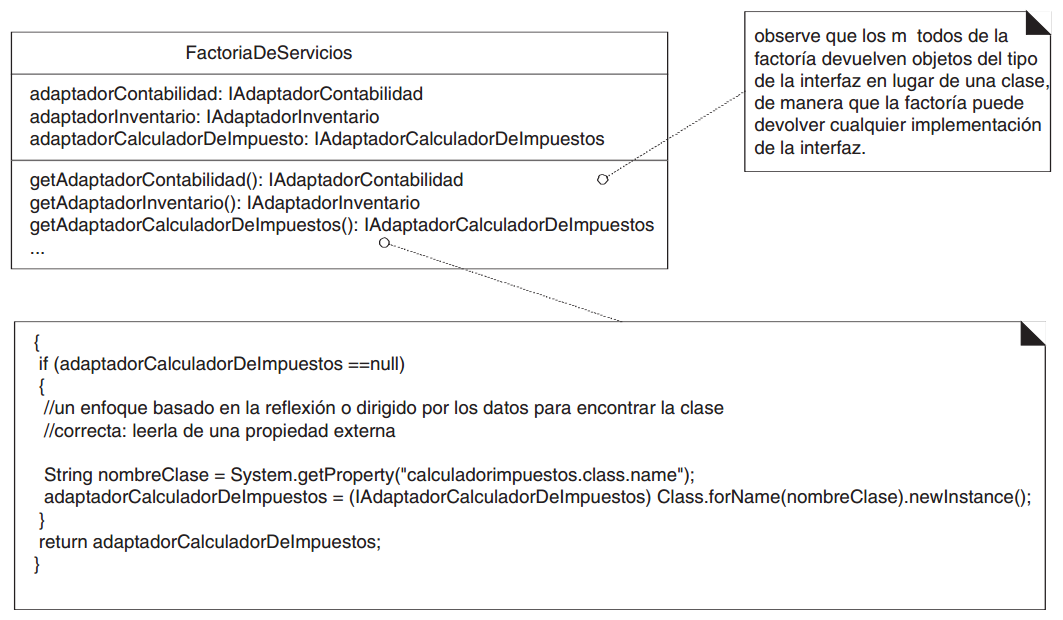 FactoriaDeServicios
adaptadorContabilidad: IAdaptadorContabilidad
adaptadorInventario: IAdaptadorInventario
adaptadorCalculadorDeImpuesto: IAdaptadorCalculadorDeImpuestos
getAdaptadorContabilidad(): IAdaptadorContabilidad
getAdaptadorInventario(): IAdaptadorInventario
getAdaptadorCalculadorDeImpuestos(): IAdaptadorCalculadorDeImpuestos
...
observe que los m todos de la
factoría devuelven objetos del tipo
de la interfaz en lugar de una clase,
de manera que la factoría puede
devolver cualquier implementación
de la interfaz.
{
if (adaptadorCalculadorDeImpuestos ==null)
{
//un enfoque basado en la reflexión o dirigido por los datos para encontrar la clase
//correcta: leerla de una propiedad externa
String nombreClase = System.getProperty("calculadorimpuestos.class.name");
adaptadorCalculadorDeImpuestos = (IAdaptadorCalculadorDeImpuestos) Class.forName(nombreClase).newInstance();
}
return adaptadorCalculadorDeImpuestos;
}